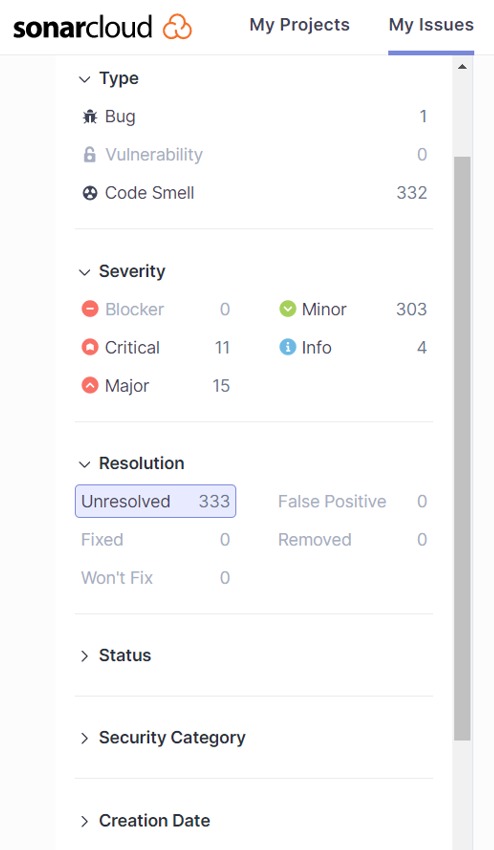 sonarcloud My Projects My Issues
Type
Bug 1
Vulnerability 0
Code Smell 332
Severity
Blocker 0 Minor 303
Critical 11 Info 4
Major 15
Resolution
Unresolved 333 False Positive 0
Fixed 0 Removed 0
Won't Fix 0
Status
Security Category
Creation Date